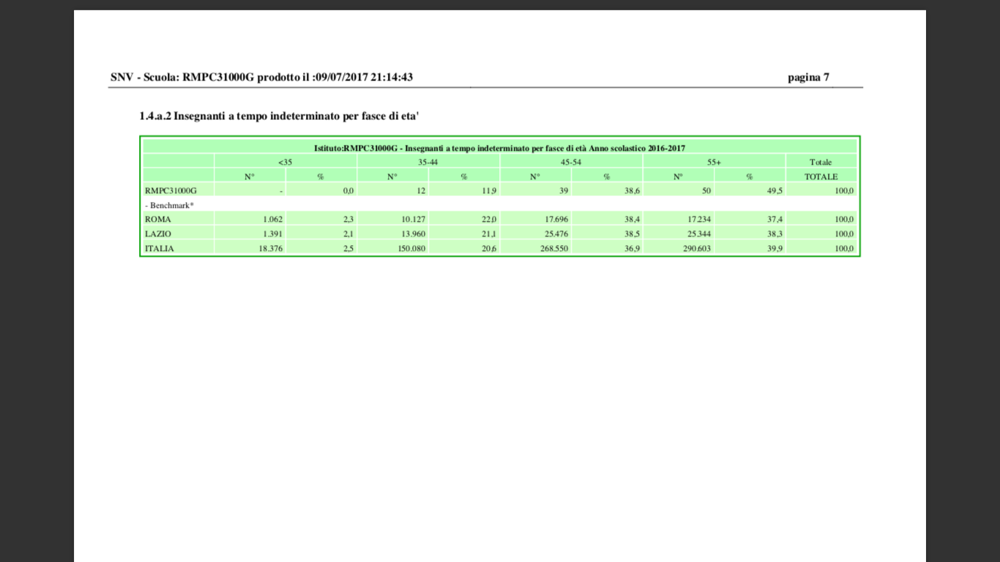 SNV - Scuola: RMPC31000G prodotto il :09/07/2017 21:14:43 pagina 7
1.4.a.2 Insegnanti a tempo indeterminato per fasce di eta'
Istituto:RMPC31000G - Insegnanti a tempo indeterminato per fasce di età Anno scolastico 2016-2017
<35 35-44 45-54 55+ Totale
N° % N° % N° % N° % TOTALE
RMPC31000G - 0,0 12 11,9 39 38,6 50 49,5 100,0
- Benchmark*
ROMA 1.062 2,3 10.127 22,0 17.696 38,4 17.234 37,4 100,0
LAZIO 1.391 2,1 13.960 21,1 25.476 38,5 25.344 38,3 100,0
ITALIA 18.376 2,5 150.080 20,6 268.550 36,9 290.603 39,9 100,0